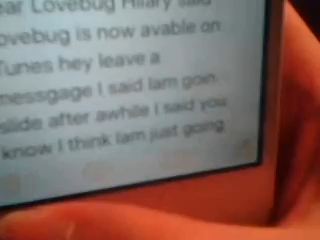 ear Lovebug Hilary said
ovebug is now avable on
Tunes hey leave a
messgage I said Iam goin
slide after awhile I said you
know I think Iam just going